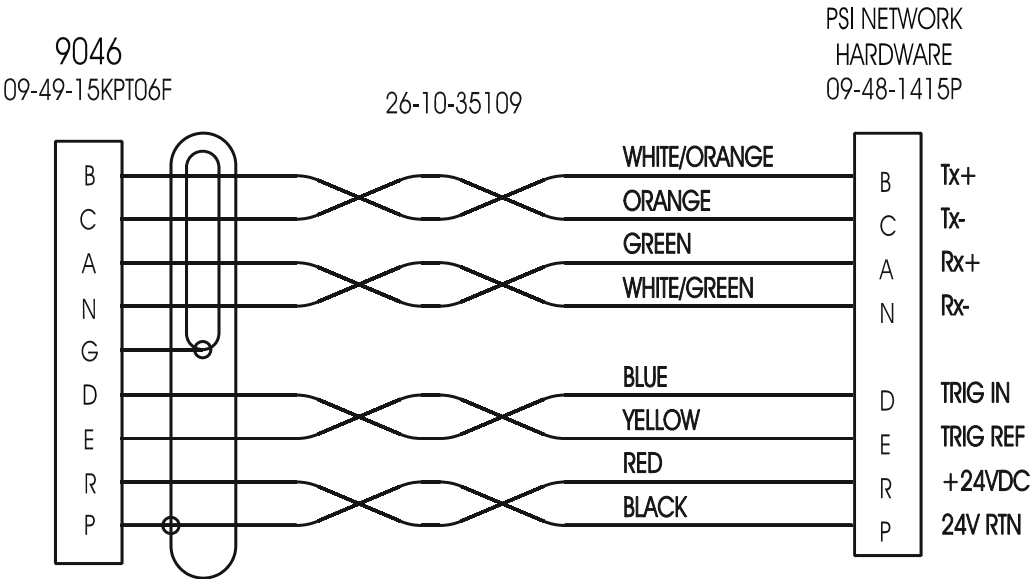 PSI NETWORK
HARDWARE
09-48-1415P
9046
09-49-15KPT06F
26-10-35109
B WHITE/ORANGE B Tx+
C ORANGE C Tx-
A GREEN A Rx+
N WHITE/GREEN N Rx-
G
D BLUE D TRIG IN
E YELLOW E TRIG REF
R RED R +24VDC
P BLACK P 24V RTN